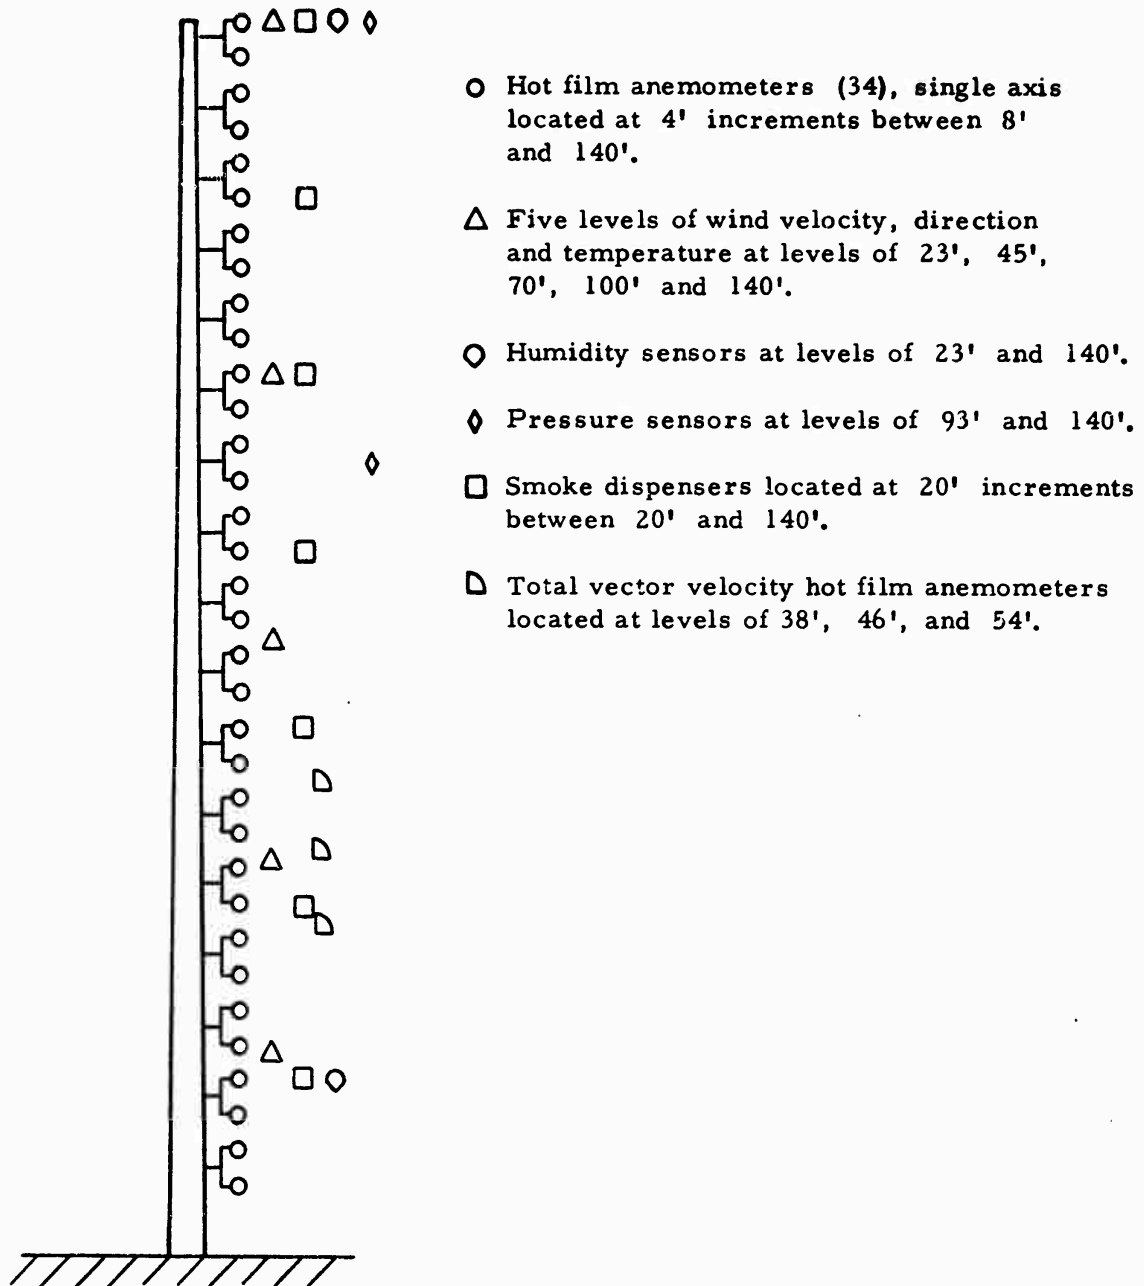 Hot film anemometers (34), single axis
located at 4' increments between 8'
and 140'.
Five levels of wind velocity, direction
and temperature at levels of 23', 45',
70', 100' and 140'.
Humidity sensors at levels of 23' and 140'.
Pressure sensors at levels of 93' and 140'.
Smoke dispensers located at 20' increments
between 20' and 140'.
Total vector velocity hot film anemometers
located at levels of 38', 46', and 54'.